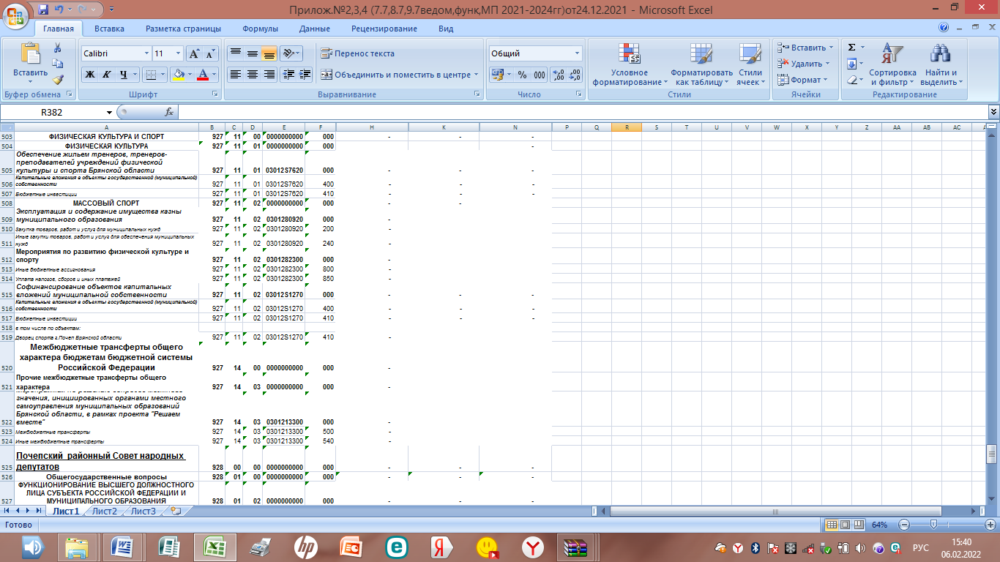 Прилож.№2,3,4 (7.7,8.7,9.7ведом,функ,МП 2021-2024гг)от24.12.2021 - Microsoft Excel
Главная Вставка Разметка страницы Формулы Данные Рецензирование Вид
Calibri 11 Перенос текста Общий Вставить
Вставить Ж К Ч Объединить и поместить в центре % 000 Условное форматирование Форматировать как таблицу Стили ячеек Удалить Формат Сортировка и фильтр Найти и выделить
Буфер обмена Шрифт Выравнивание Число Стили Ячейки Редактирование
R382 fx
A B C D E F H K N P Q R S T U V W X Y Z AA AB AC
503 ФИЗИЧЕСКАЯ КУЛЬТУРА И СПОРТ 927 11 00 0000000000 000 - - -
504 ФИЗИЧЕСКАЯ КУЛЬТУРА 927 11 01 0000000000 000 -
Обеспечение жильем тренеров, тренеров-
преподавателей учреждений физической
505 культуры и спорта Брянской области 927 11 01 03012S7620 000 - - -
Капитальные вложения в объекты государственной (муниципальной)
506 собственности 927 11 01 03012S7620 400 - - -
507 Бюджетные инвестиции 927 11 01 03012S7620 410 - - -
508 МАССОВЫЙ СПОРТ 927 11 02 0000000000 000 - -
Эксплуатация и содержание имущества казны
509 муниципального образования 927 11 02 0301280920 000 -
510 Закупка товаров, работ и услуг для муниципальных нужд 927 11 02 0301280920 200 -
Иные закупки товаров, работ и услуг для обеспечения муниципальных
511 нужд 927 11 02 0301280920 240 -
Мероприятия по развитию физической культуре и
512 спорту 927 11 02 0301282300 000 -
513 Иные бюджетные ассигнования 927 11 02 0301282300 800 -
514 Уплата налогов, сборов и иных платежей 927 11 02 0301282300 850 -
Софинансирование объектов капитальных
515 вложений муниципальной собственности 927 11 02 03012S1270 000 - - -
Капитальные вложения в объекты государственной (муниципальной)
516 собственности 927 11 02 03012S1270 400 - - -
517 Бюджетные инвестиции 927 11 02 03012S1270 410 - - -
518 в том числе по объектам:
519 Дворец спорта г.Почеп Брянской области 927 11 02 03012S1270 410 -
Межбюджетные трансферты общего
характера бюджетам бюджетной системы
520 Российской Федерации 927 14 00 0000000000 000 -
Прочие межбюджетные трансферты общего
521 характера 927 14 03 0000000000 000 -
значения, инициированных органами местного
самоуправления муниципальных образований
Брянской области, в рамках проекта "Решаем
522 вместе" 927 14 03 0301213300 000 -
523 Межбюджетные трансферты 927 14 03 0301213300 500 -
524 Иные межбюджетные трансферты 927 14 03 0301213300 540 -
Почепский районный Совет народных
525 депутатов 928 00 00 0000000000 000 - - -
526 Общегосударственные вопросы 928 01 00 0000000000 000 - - -
ФУНКЦИОНИРОВАНИЕ ВЫСШЕГО ДОЛЖНОСТНОГО
ЛИЦА СУБЪЕКТА РОССИЙСКОЙ ФЕДЕРАЦИИ И
527 МУНИЦИПАЛЬНОГО ОБРАЗОВАНИЯ 928 01 02 0000000000 000 - - -
Лист1 Лист2 Лист3
Готово 64%
РУС 15:40
06.02.2022